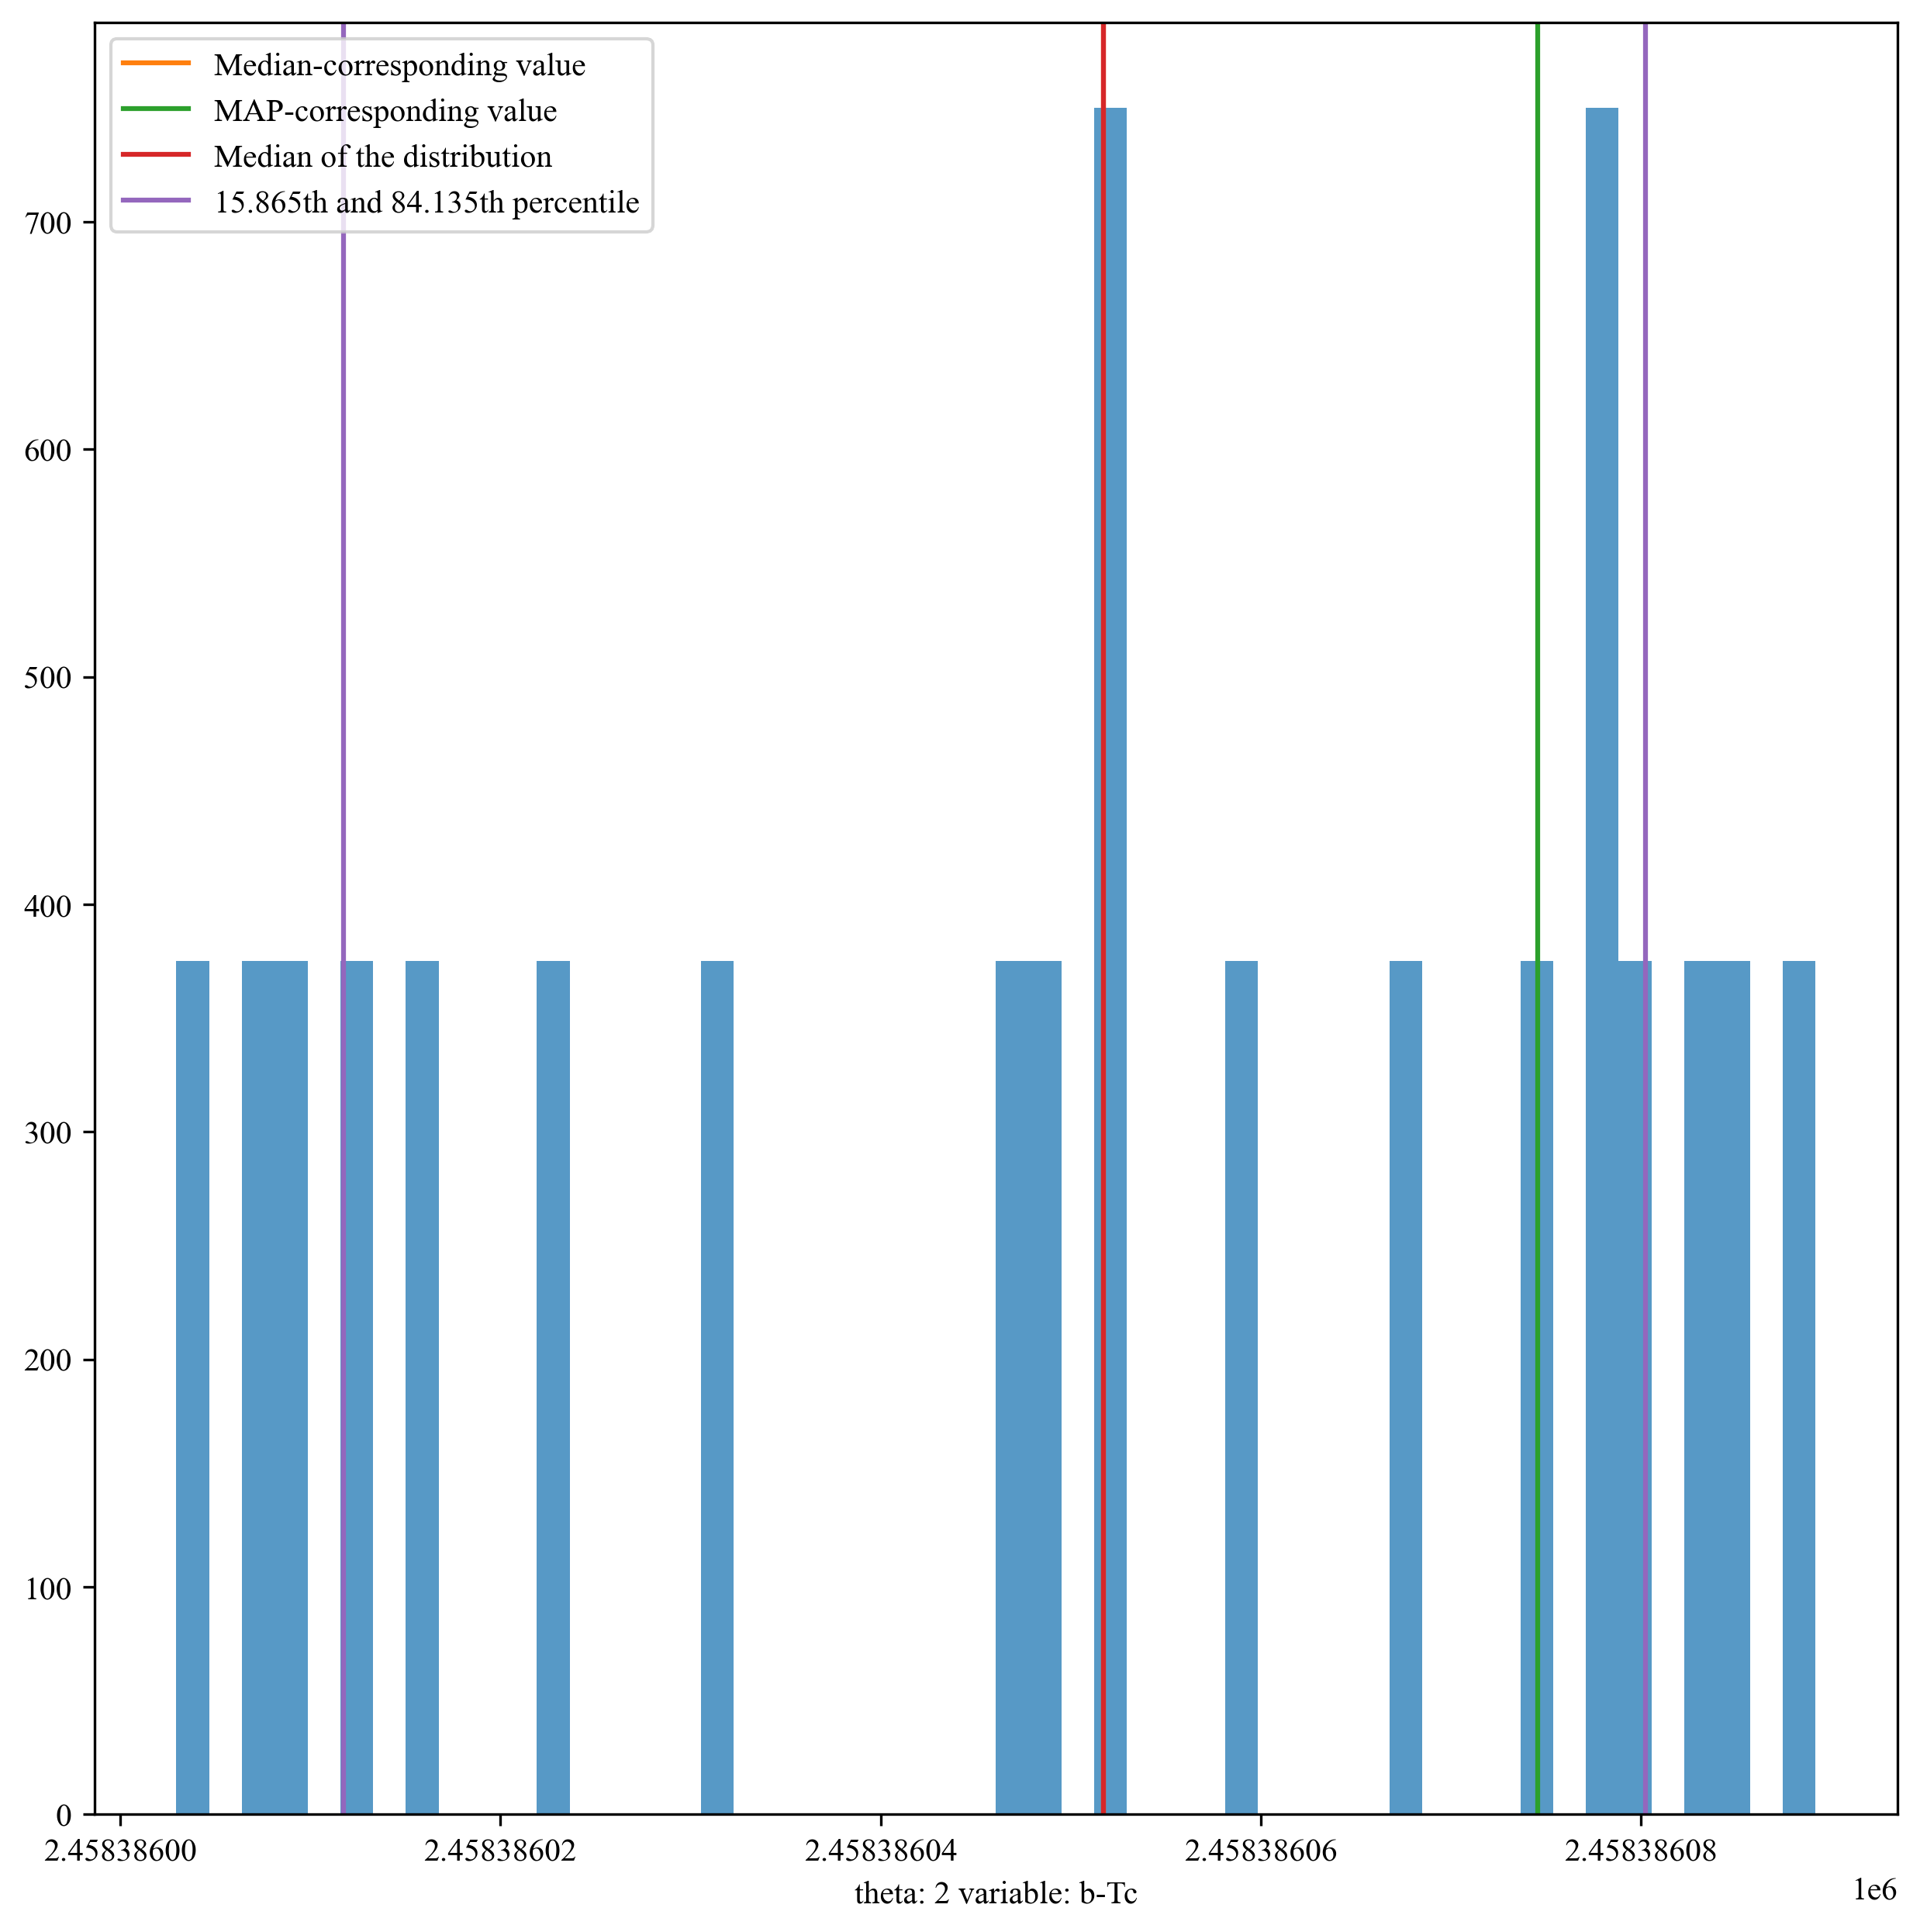 Median-corresponding value
MAP-corresponding value
Median of the distribution
15.865th and 84.135th percentile
700
600
500
400
300
200
100
0
2.45838600 2.45838602 2.45838604 2.45838606 2.45838608
theta: 2 variable: b-Tc
1e6